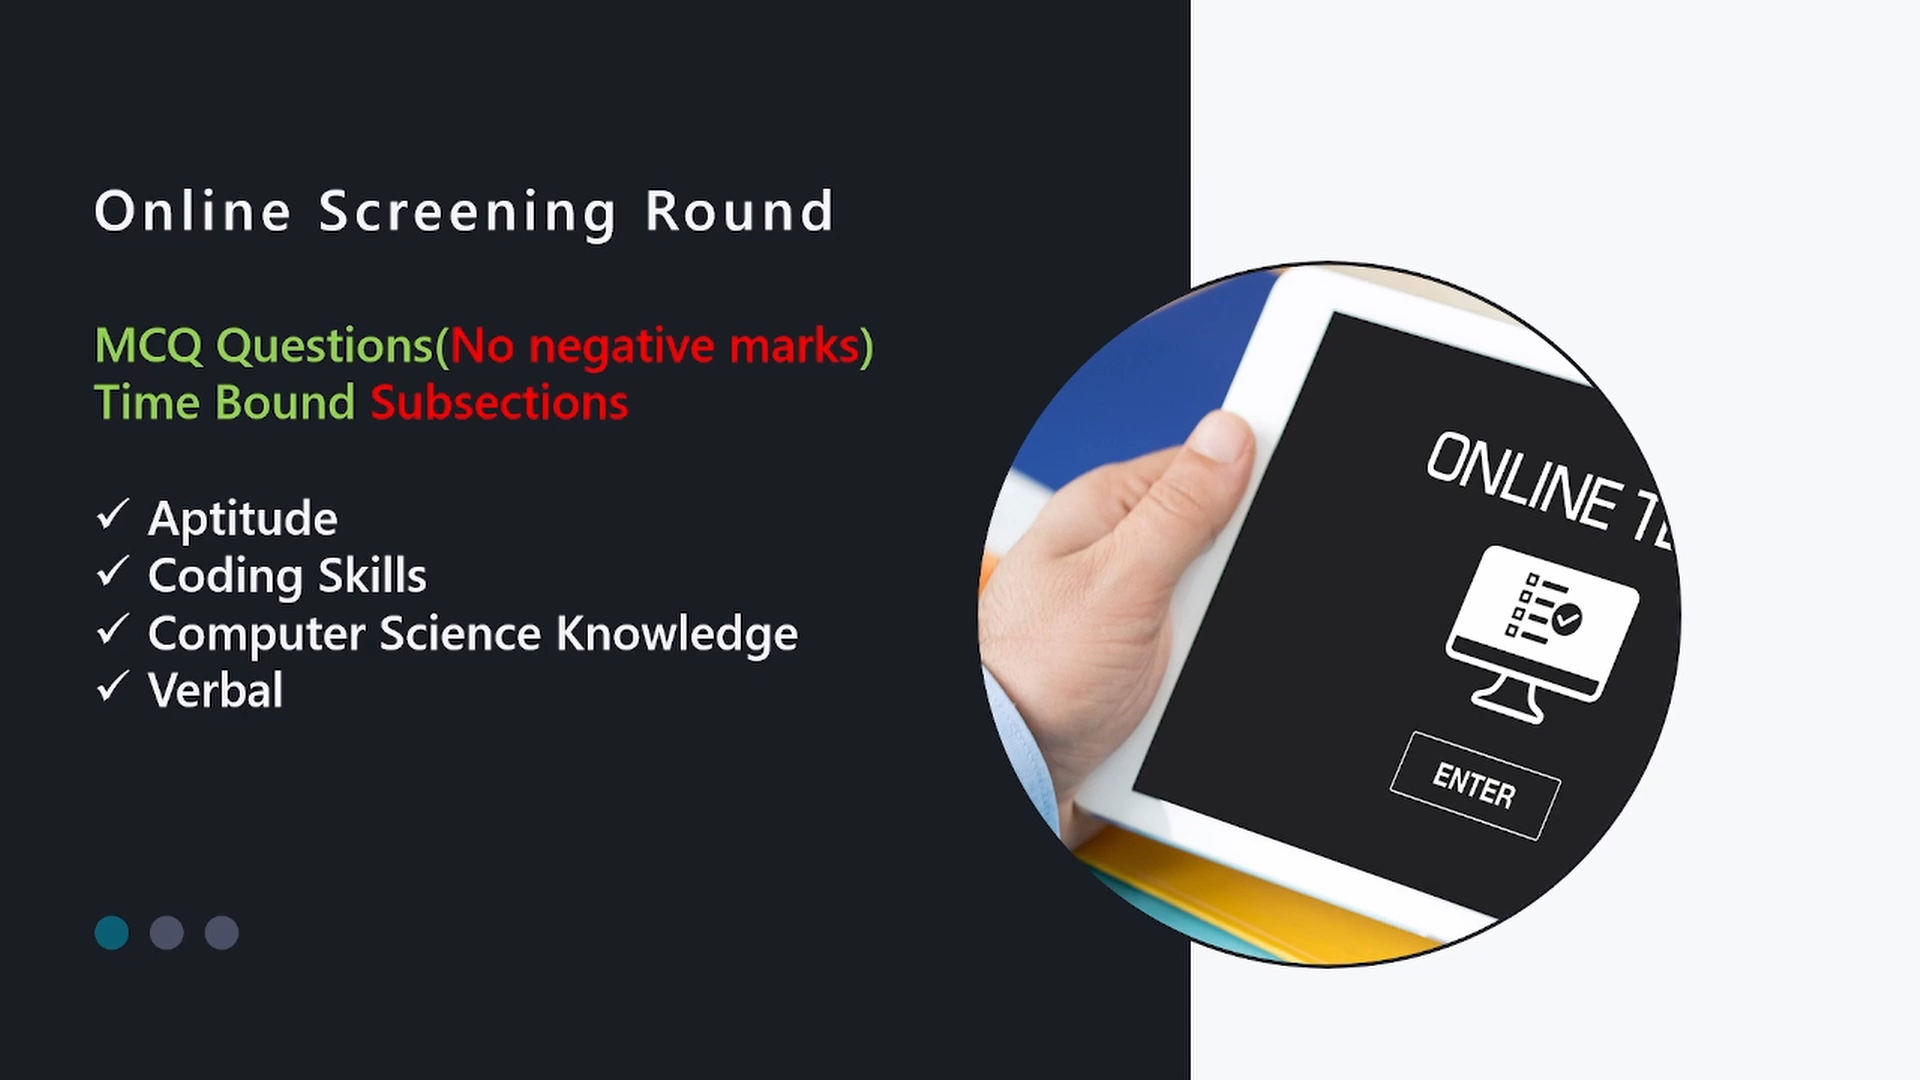 Online Screening Round
MCQ Questions(No negative marks)
Time Bound Subsections
✓ Aptitude
✓ Coding Skills
✓ Computer Science Knowledge
✓ Verbal
ONLINE
ENTER